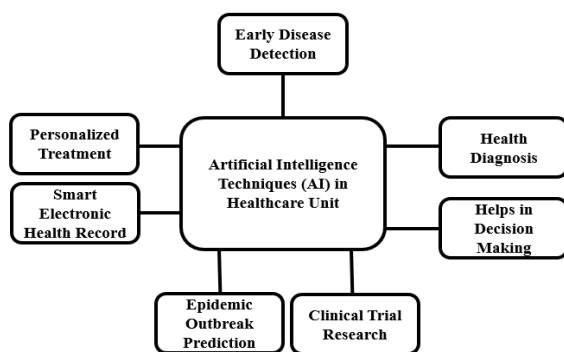 Early Disease
Detection
Personalized
Treatment
Artificial Intelligence
Techniques (AI) in
Healthcare Unit
Health
Diagnosis
Smart
Electronic
Health Record
Helps in
Decision
Making
Epidemic
Outbreak
Prediction
Clinical Trial
Research